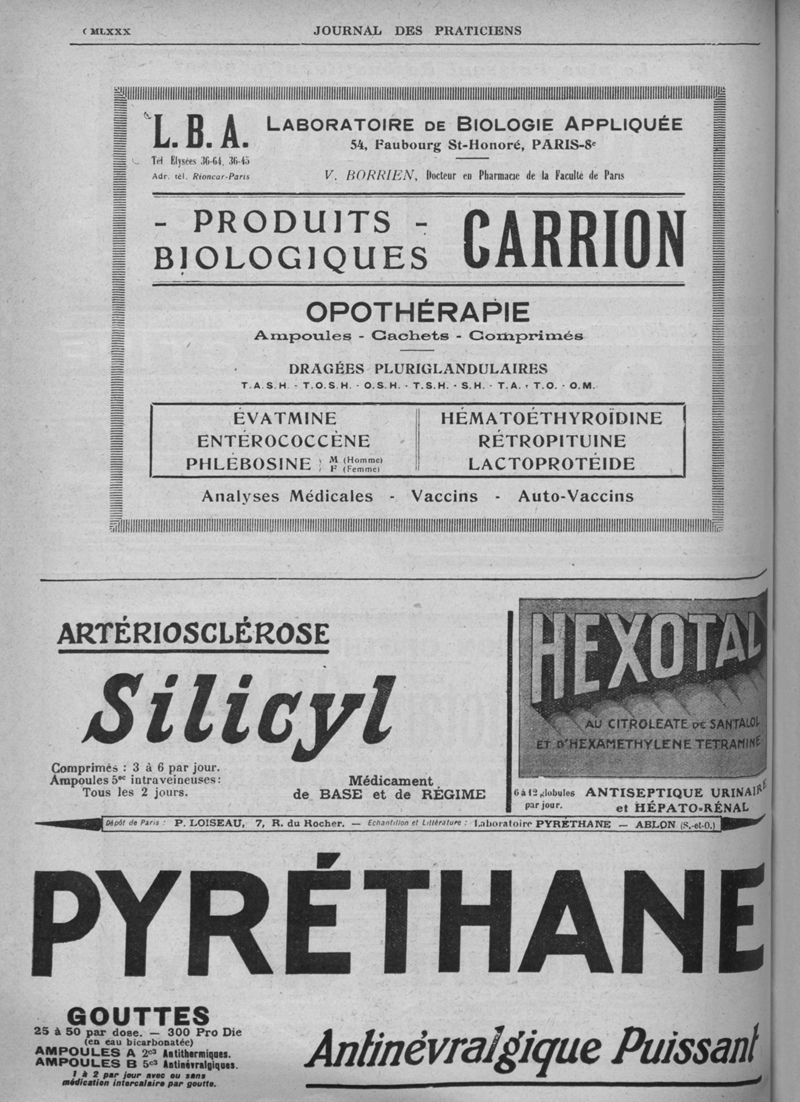 ( MLXXX
JOURNAL DES PRATICIENS
L. B. A.
LABORATOIRE DE BIOLOGIE APPLIQUÉE
54, Faubourg St-Honoré, PARIS-8e
Tél Élysées 36-64, 36-45
Adr. tél. Rioncar-Paris
V. BORRIEN, Docteur en Pharmacie de la Faculté de Paris
- PRODUITS -
BIOLOGIQUES
CARRION
OPOTHÉRAPIE
Ampoules - Cachets - Comprimés
DRAGÉES PLURIGLANDULAIRES
T.A.S.H. - T.O.S.H. - O.S.H. - T.S.H. - S.H. - T.A. - T.O. - O.M.
ÉVATMINE
ENTÉROCOCCÈNE
PHLÉBOSINE { M (Homme)
F (Femme)
HÉMATOÉTHYROÏDINE
RÉTROPITUINE
LACTOPROTÉIDE
Analyses Médicales - Vaccins - Auto-Vaccins
ARTÉRIOSCLÉROSE
Silicyl
Comprimés : 3 à 6 par jour.
Ampoules 5cc intraveineuses :
Tous les 2 jours.
Médicament
de BASE et de RÉGIME
HEXOTAL
AU CITROLEATE DE SANTALOL
ET D'HEXAMETHYLENE TETRAMINE
6 à 12 globules
par jour.
ANTISEPTIQUE URINAIRE
et HÉPATO-RÉNAL
Dépôt de Paris : P. LOISEAU, 7, R. du Rocher. — Echantillon et Littérature : Laboratoire PYRÉTHANE — ABLON (S.-et-O.)
PYRÉTHANE
GOUTTES
25 à 50 par dose. — 300 Pro Die
(en eau bicarbonatée)
AMPOULES A 2cc Antithermiques.
AMPOULES B 5cc Antinévralgiques.
1 à 2 par jour avec ou sans
médication intercalaire par gouttes.
Antinévralgique Puissant